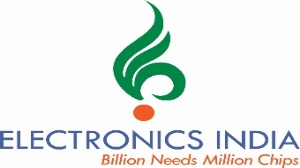 ELECTRONICS INDIA
Billion Needs Million Chips